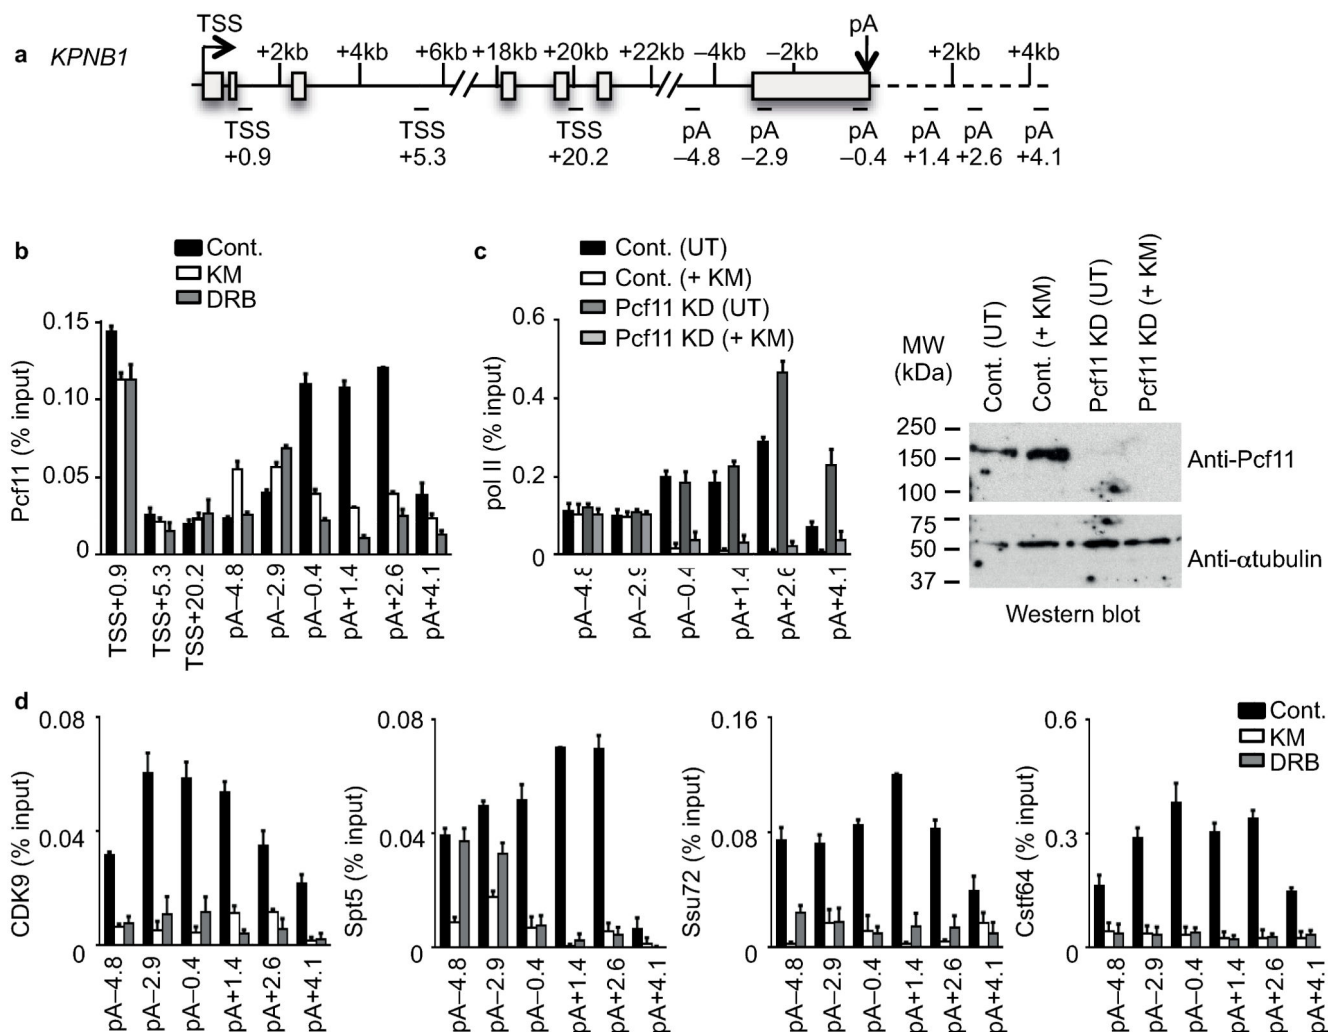 a KPNB1
TSS
+2kb +4kb +6kb +18kb +20kb +22kb –4kb –2kb pA +2kb +4kb
TSS TSS TSS pA pA pA pA pA pA
+0.9 +5.3 +20.2 –4.8 –2.9 –0.4 +1.4 +2.6 +4.1
b
Cont.
KM
DRB
Pcf11 (% input)
0.15
0.10
0.05
0
TSS+0.9
TSS+5.3
TSS+20.2
pA–4.8
pA–2.9
pA–0.4
pA+1.4
pA+2.6
pA+4.1
c
Cont. (UT)
Cont. (+ KM)
Pcf11 KD (UT)
Pcf11 KD (+ KM)
pol II (% input)
0.6
0.4
0.2
0
pA–4.8
pA–2.9
pA–0.4
pA+1.4
pA+2.6
pA+4.1
MW
(kDa)
Cont. (UT)
Cont. (+ KM)
Pcf11 KD (UT)
Pcf11 KD (+ KM)
250
150
100
Anti-Pcf11
75
50
37
Anti-αtubulin
Western blot
d
CDK9 (% input)
0.08
0.04
0
pA–4.8
pA–2.9
pA–0.4
pA+1.4
pA+2.6
pA+4.1
Spt5 (% input)
0.08
0.04
0
pA–4.8
pA–2.9
pA–0.4
pA+1.4
pA+2.6
pA+4.1
Ssu72 (% input)
0.16
0.08
0
pA–4.8
pA–2.9
pA–0.4
pA+1.4
pA+2.6
pA+4.1
Cstf64 (% input)
0.6
0.3
0
pA–4.8
pA–2.9
pA–0.4
pA+1.4
pA+2.6
pA+4.1
Cont.
KM
DRB